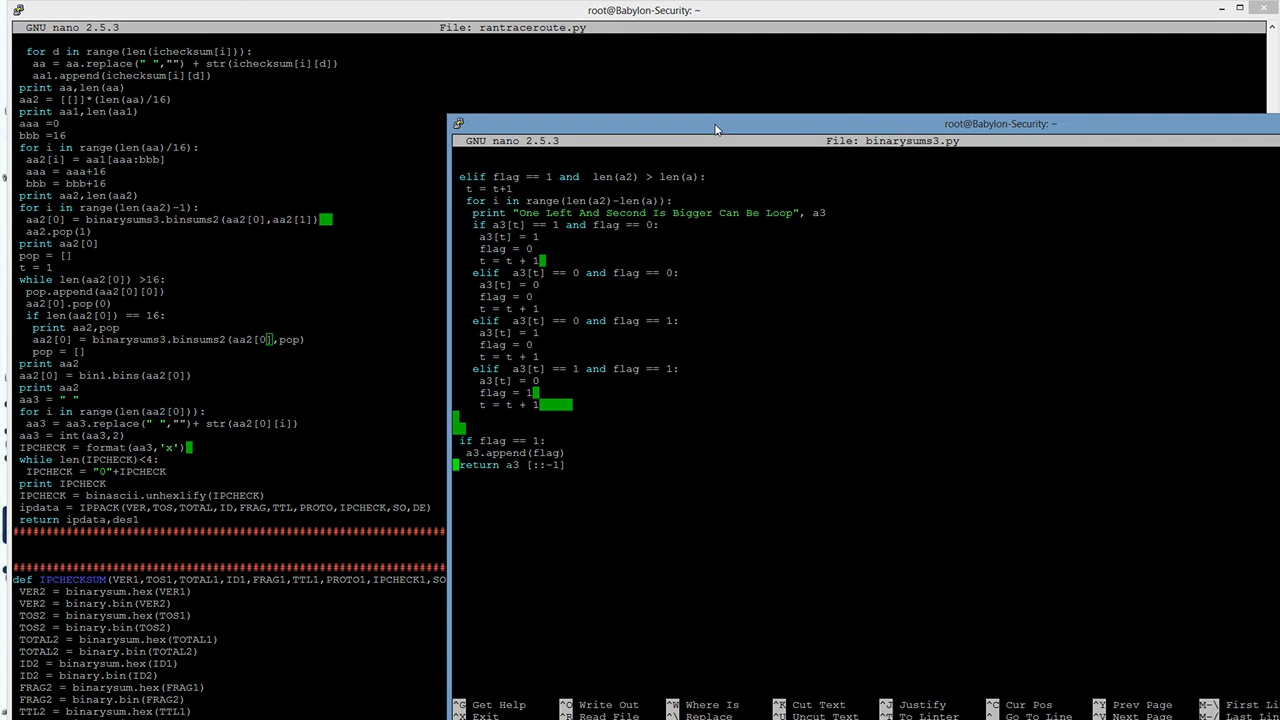 root@Babylon-Security: ~
GNU nano 2.5.3 File: rantraceroute.py
for d in range(len(ichecksum[i])):
aa = aa.replace(" ","") + str(ichecksum[i][d])
aa1.append(ichecksum[i][d])
print aa,len(aa)
aa2 = [[]]*(len(aa)/16)
print aa1,len(aa1)
aaa =0
bbb =16
for i in range(len(aa)/16):
aa2[i] = aa1[aaa:bbb]
aaa = aaa+16
bbb = bbb+16
print aa2,len(aa2)
for i in range(len(aa2)-1):
aa2[0] = binarysums3.binsums2(aa2[0],aa2[1])
aa2.pop(1)
print aa2[0]
pop = []
t = 1
while len(aa2[0]) >16:
pop.append(aa2[0][0])
aa2[0].pop(0)
if len(aa2[0]) == 16:
print aa2,pop
aa2[0] = binarysums3.binsums2(aa2[0],pop)
pop = []
print aa2
aa2[0] = bin1.bins(aa2[0])
print aa2
aa3 = " "
for i in range(len(aa2[0])):
aa3 = aa3.replace(" ","")+ str(aa2[0][i])
aa3 = int(aa3,2)
IPCHECK = format(aa3,'x')
while len(IPCHECK)<4:
IPCHECK = "0"+IPCHECK
print IPCHECK
IPCHECK = binascii.unhexlify(IPCHECK)
ipdata = IPPACK(VER,TOS,TOTAL,ID,FRAG,TTL,PROTO,IPCHECK,SO,DE)
return ipdata,des1
#################################################################
#################################################################
def IPCHECKSUM(VER1,TOS1,TOTAL1,ID1,FRAG1,TTL1,PROTO1,IPCHECK1,SO
VER2 = binarysum.hex(VER1)
VER2 = binary.bin(VER2)
TOS2 = binarysum.hex(TOS1)
TOS2 = binary.bin(TOS2)
TOTAL2 = binarysum.hex(TOTAL1)
TOTAL2 = binary.bin(TOTAL2)
ID2 = binarysum.hex(ID1)
ID2 = binary.bin(ID2)
FRAG2 = binarysum.hex(FRAG1)
FRAG2 = binary.bin(FRAG2)
TTL2 = binarysum.hex(TTL1)
root@Babylon-Security: ~
GNU nano 2.5.3 File: binarysums3.py
elif flag == 1 and  len(a2) > len(a):
t = t+1
for i in range(len(a2)-len(a)):
print "One Left And Second Is Bigger Can Be Loop", a3
if a3[t] == 1 and flag == 0:
a3[t] = 1
flag = 0
t = t + 1
elif  a3[t] == 0 and flag == 0:
a3[t] = 0
flag = 0
t = t + 1
elif  a3[t] == 0 and flag == 1:
a3[t] = 1
flag = 0
t = t + 1
elif  a3[t] == 1 and flag == 1:
a3[t] = 0
flag = 1
t = t + 1
if flag == 1:
a3.append(flag)
return a3 [::-1]
^G Get Help ^O Write Out ^W Where Is ^K Cut Text ^J Justify ^C Cur Pos ^Y Prev Page M-\ First Li
Exit Read File ^\ Replace Uncut Text To Linter Go To Line Next Page